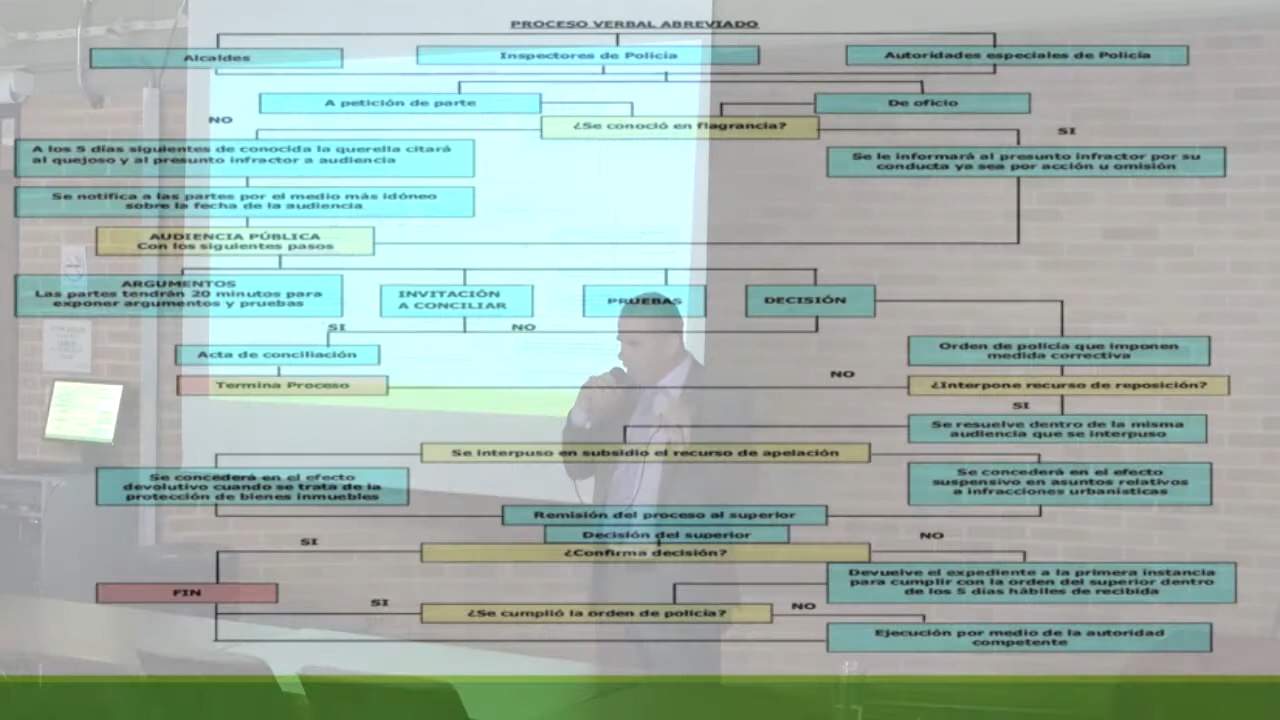 PROCESO VERBAL ABREVIADO
Alcaldes
Inspectores de Policía
Autoridades especiales de Policía
A petición de parte
De oficio
NO
¿Se conoció en flagrancia?
SI
A los 5 días siguientes de conocida la querella citará
al quejoso y al presunto infractor a audiencia
Se le informará al presunto infractor por su
conducta ya sea por acción u omisión
Se notifica a las partes por el medio más idóneo
sobre la fecha de la audiencia
AUDIENCIA PÚBLICA
Con los siguientes pasos
ARGUMENTOS
Las partes tendrán 20 minutos para
exponer argumentos y pruebas
INVITACIÓN
A CONCILIAR
PRUEBAS
DECISIÓN
SI
NO
Acta de conciliación
Orden de policía que imponen
medida correctiva
Termina Proceso
NO
¿Interpone recurso de reposición?
SI
Se resuelve dentro de la misma
audiencia que se interpuso
Se interpuso en subsidio el recurso de apelación
Se concederá en el efecto
devolutivo cuando se trata de la
protección de bienes inmuebles
Se concederá en el efecto
suspensivo en asuntos relativos
a infracciones urbanísticas
Remisión del proceso al superior
Decisión del superior
SI
NO
¿Confirma decisión?
Devuelve el expediente a la primera instancia
para cumplir con la orden del superior dentro
de los 5 días hábiles de recibida
FIN
SI
¿Se cumplió la orden de policía?
NO
Ejecución por medio de la autoridad
competente